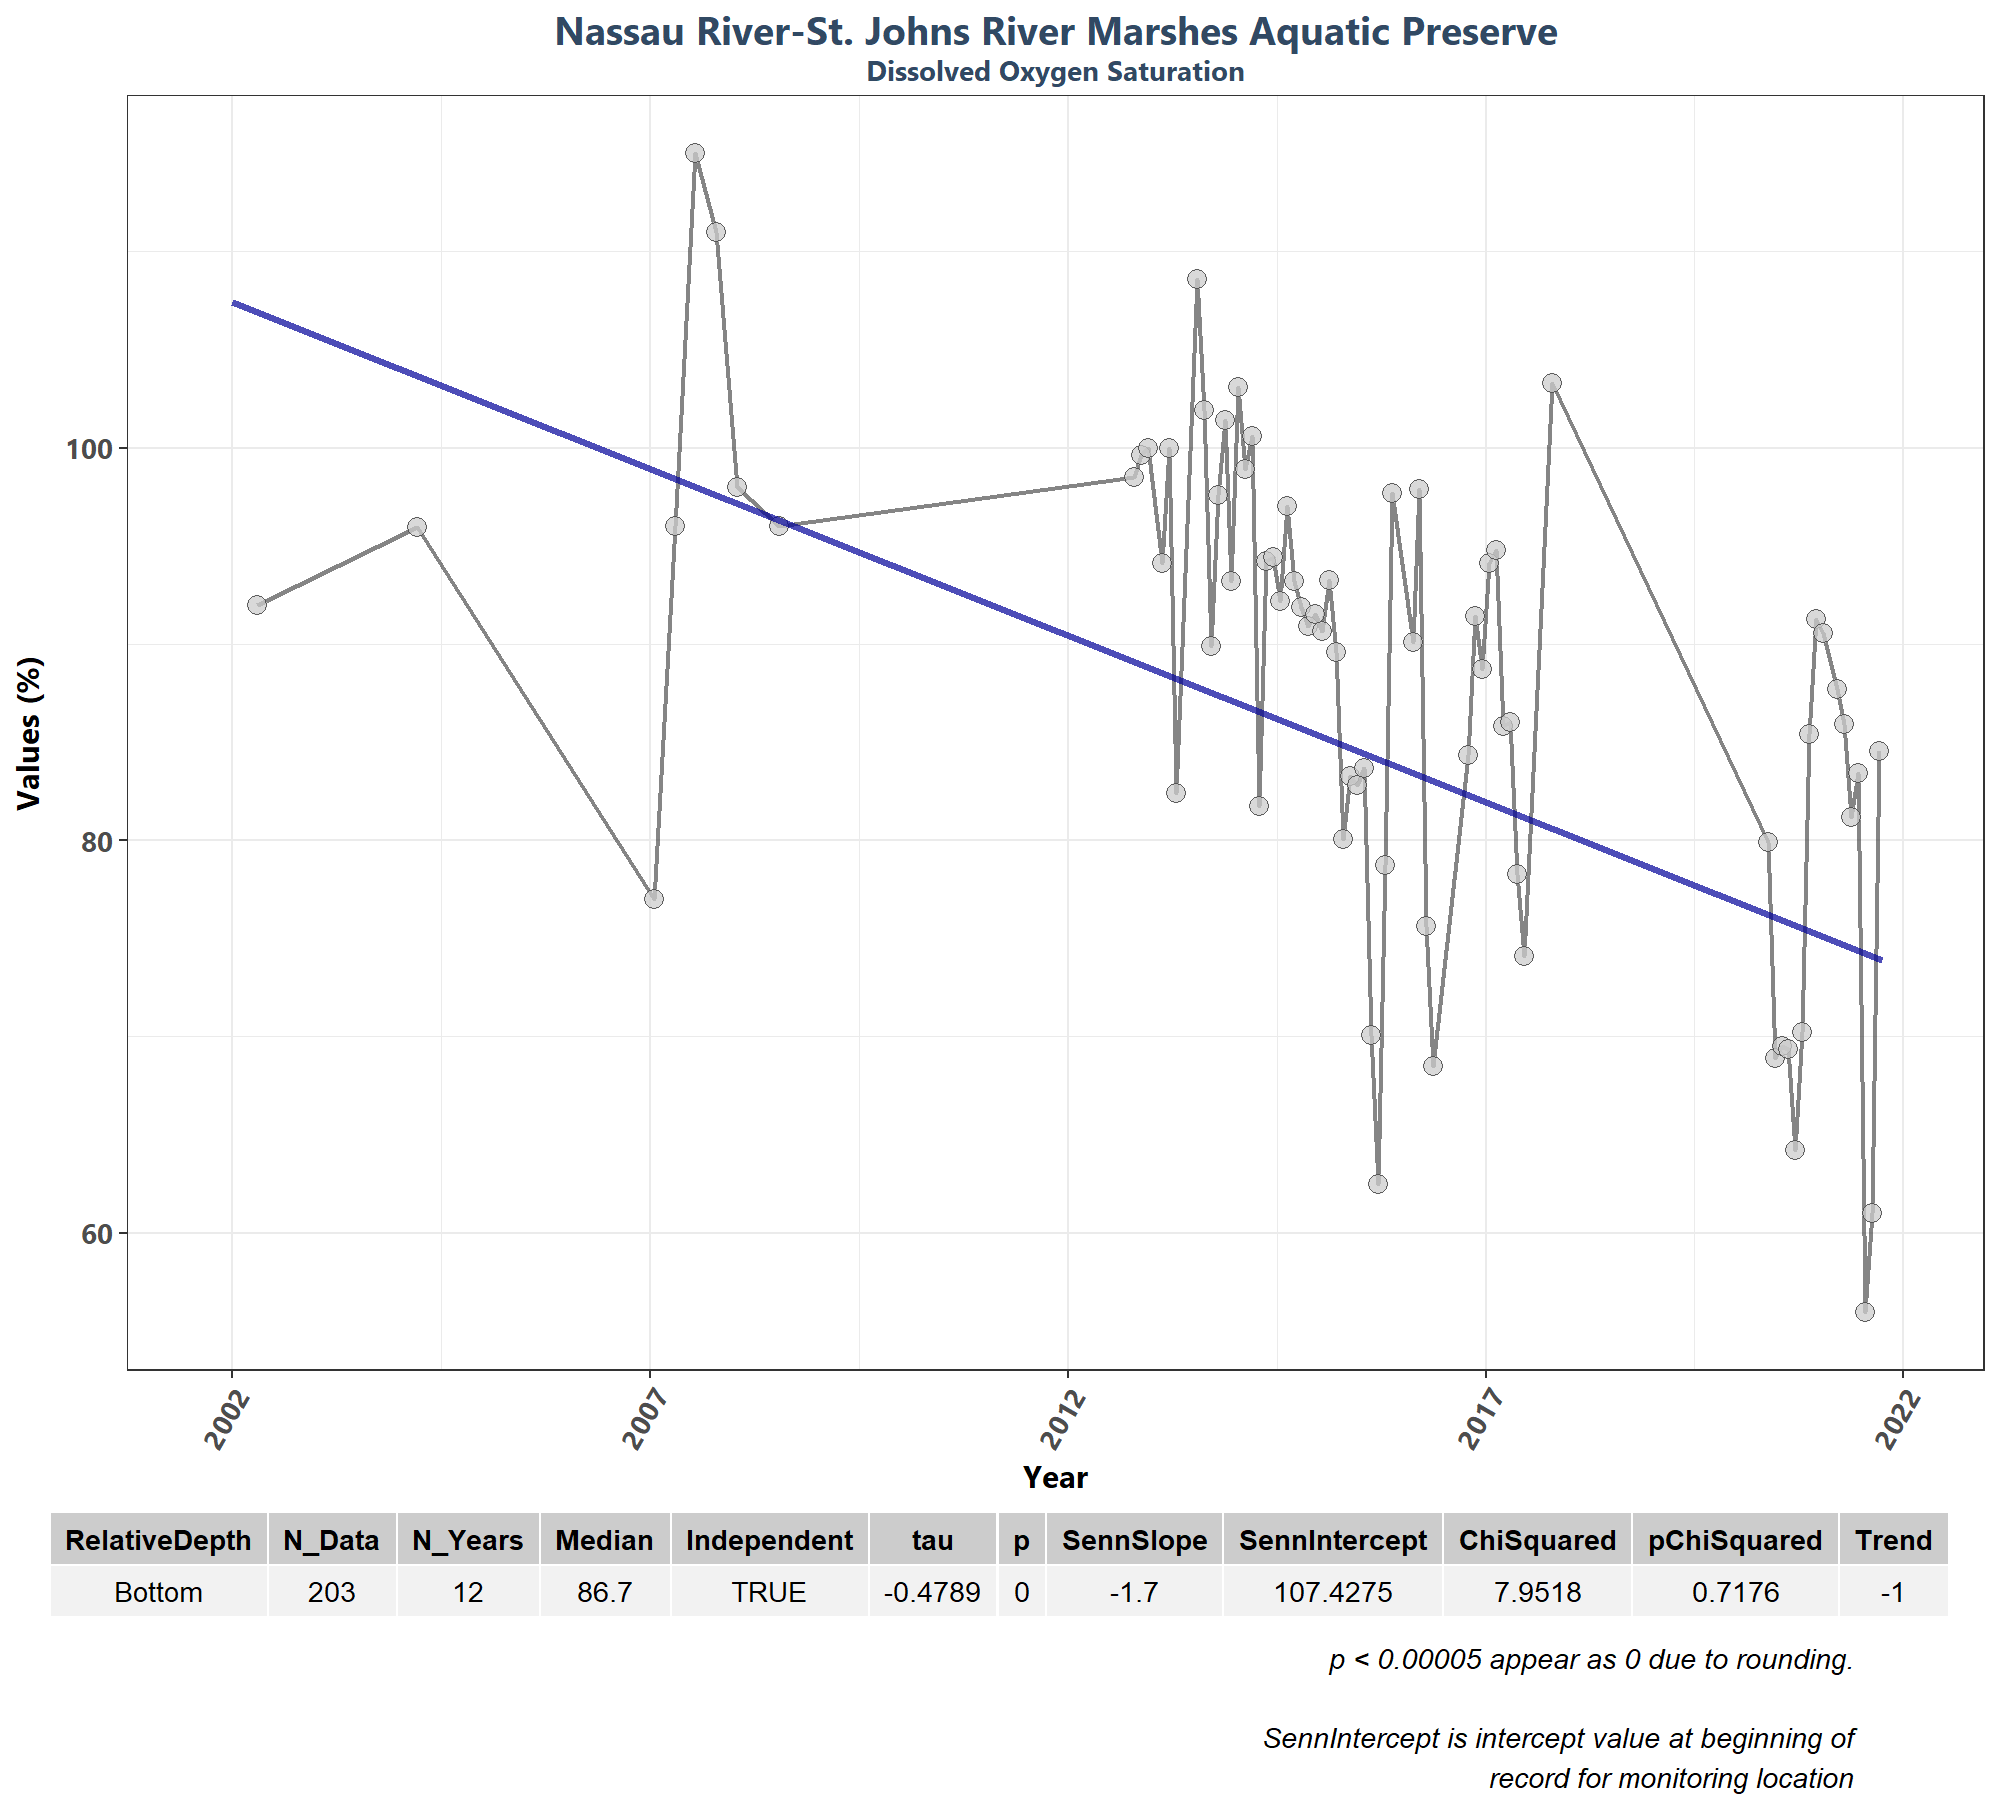 Nassau River-St. Johns River Marshes Aquatic Preserve
Dissolved Oxygen Saturation
Values (%)
100
80
60
2002 2007 2012 2017 2022
Year
RelativeDepth N_Data N_Years Median Independent tau p SennSlope SennIntercept ChiSquared pChiSquared Trend
Bottom 203 12 86.7 TRUE -0.4789 0 -1.7 107.4275 7.9518 0.7176 -1
p < 0.00005 appear as 0 due to rounding.
SennIntercept is intercept value at beginning of
record for monitoring location